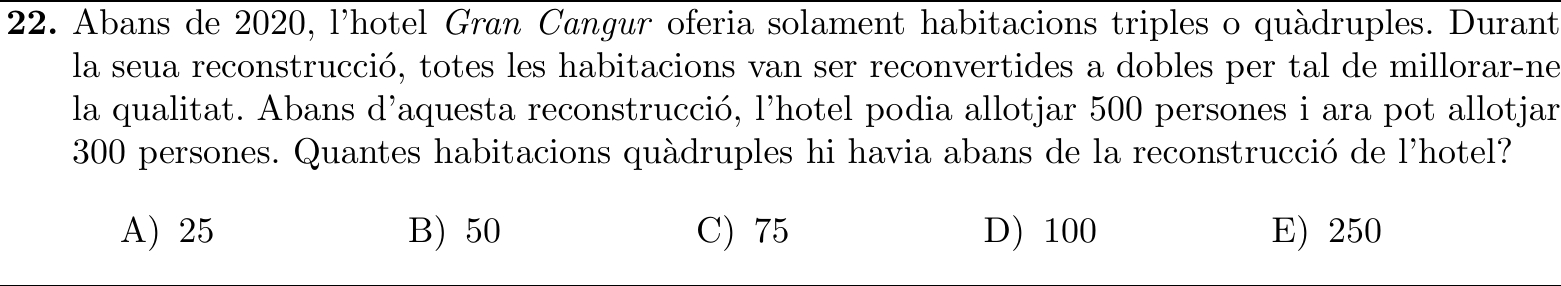 22. Abans de 2020, l’hotel Gran Cangur oferia solament habitacions triples o quàdruples. Durant
la seua reconstrucció, totes les habitacions van ser reconvertides a dobles per tal de millorar-ne
la qualitat. Abans d’aquesta reconstrucció, l’hotel podia allotjar 500 persones i ara pot allotjar
300 persones. Quantes habitacions quàdruples hi havia abans de la reconstrucció de l’hotel?
A) 25 B) 50 C) 75 D) 100 E) 250